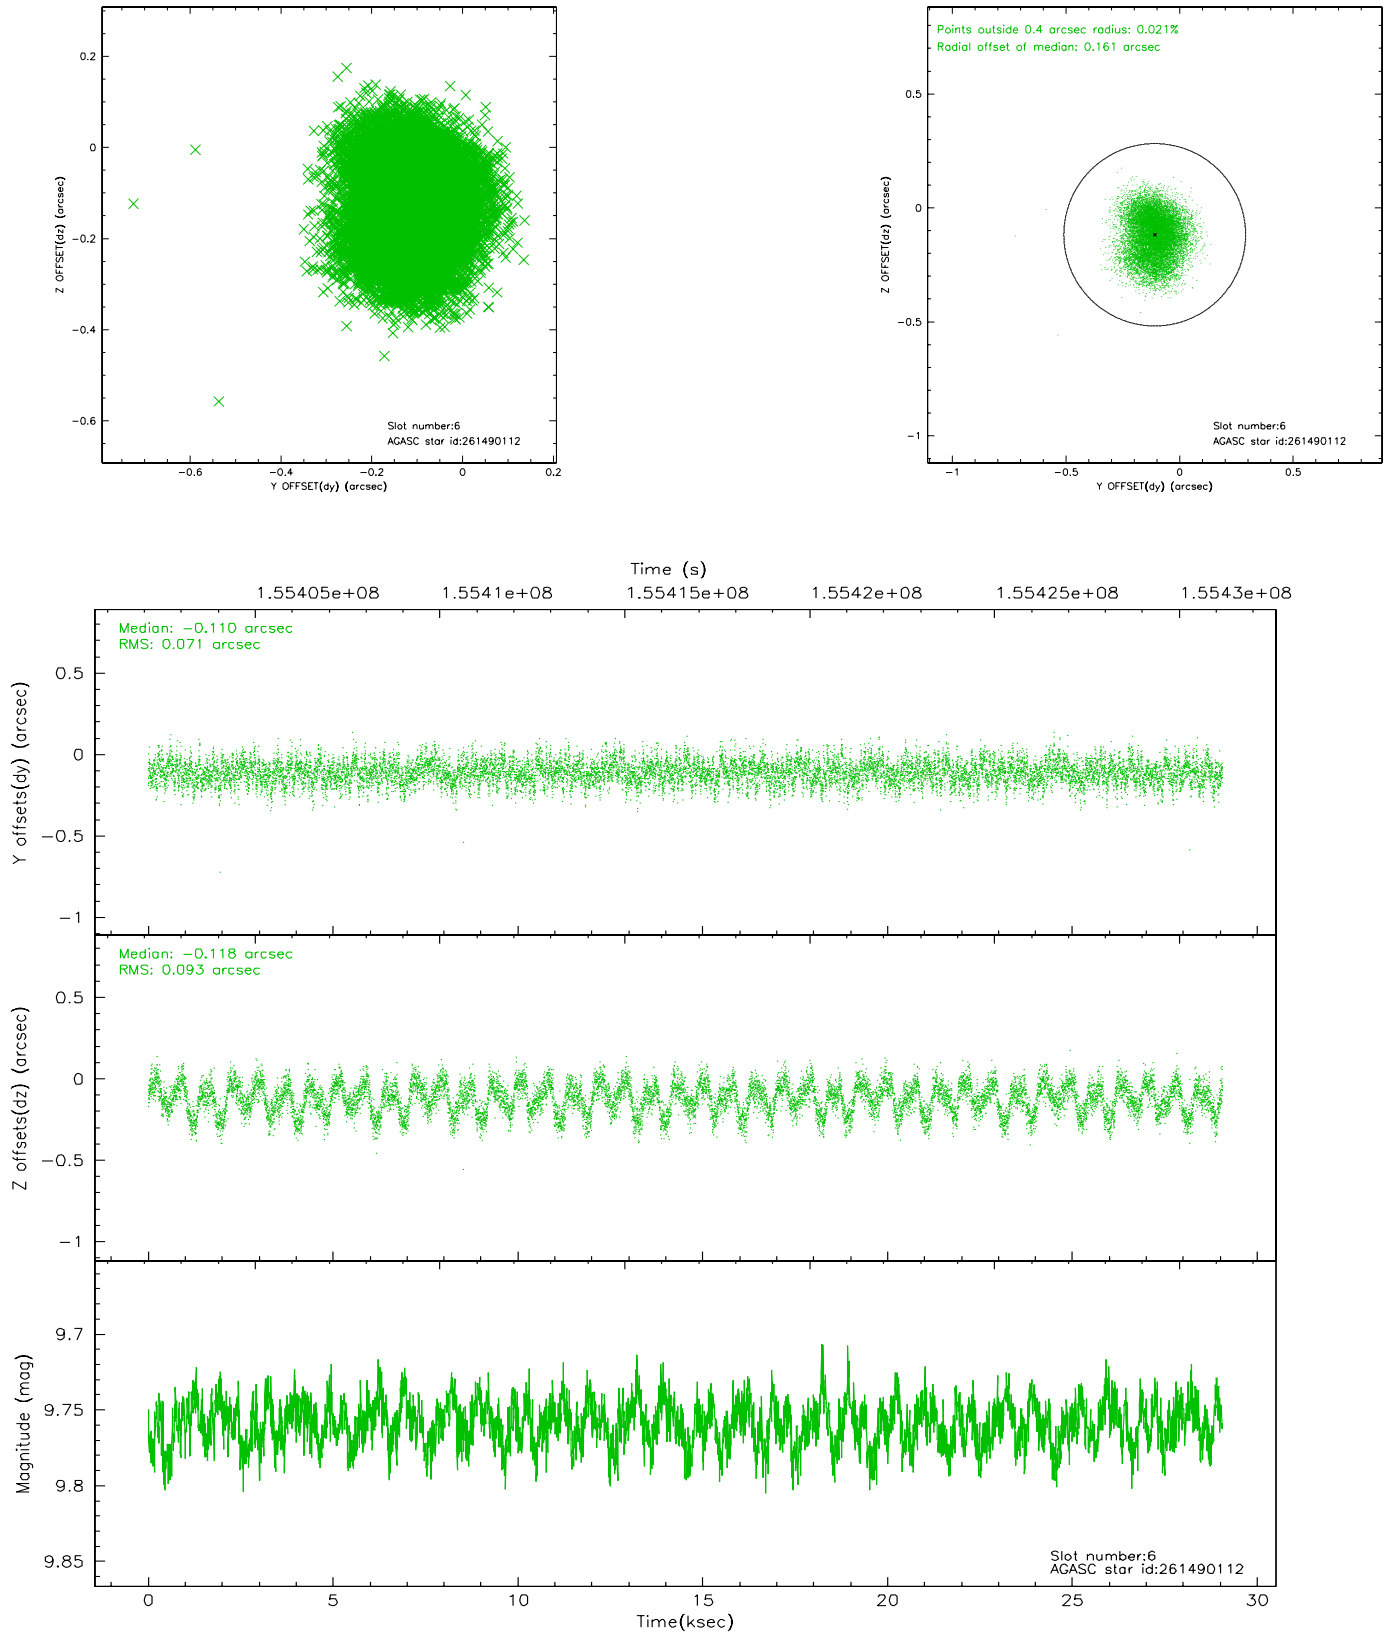 0.2
0
−0.2
−0.4
−0.6
Z OFFSET(dz) (arcsec)
Slot number:6
AGASC star id:261490112
−0.6 −0.4 −0.2 0 0.2
Y OFFSET(dy) (arcsec)
Points outside 0.4 arcsec radius: 0.021%
Radial offset of median: 0.161 arcsec
0.5
0
−0.5
−1
Z OFFSET(dz) (arcsec)
Slot number:6
AGASC star id:261490112
−1 −0.5 0 0.5
Y OFFSET(dy) (arcsec)
Time (s)
1.55405e+08 1.5541e+08 1.55415e+08 1.5542e+08 1.55425e+08 1.5543e+08
Median: −0.110 arcsec
RMS: 0.071 arcsec
0.5
0
−0.5
−1
Y offsets(dy) (arcsec)
Median: −0.118 arcsec
RMS: 0.093 arcsec
0.5
0
−0.5
−1
Z offsets(dz) (arcsec)
9.7
9.75
9.8
9.85
Magnitude (mag)
Slot number:6
AGASC star id:261490112
0 5 10 15 20 25 30
Time(ksec)